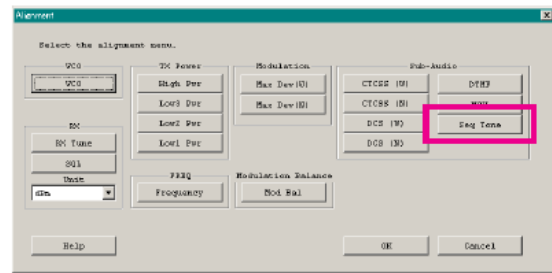 Alignment
Select the alignment menu.
VCO
VCO
RX
RX Tune
SQL
Unit
dBm
TX Power
High Pwr
Low3 Pwr
Low2 Pwr
Low1 Pwr
FREQ
Frequency
Modulation
Max Dev(W)
Max Dev(N)
Modulation Balance
Mod Bal
Sub-Audio
CTCSS (W)
CTCSS (N)
DCS (W)
DCS (N)
DTMF
Seq Tone
Help
OK
Cancel